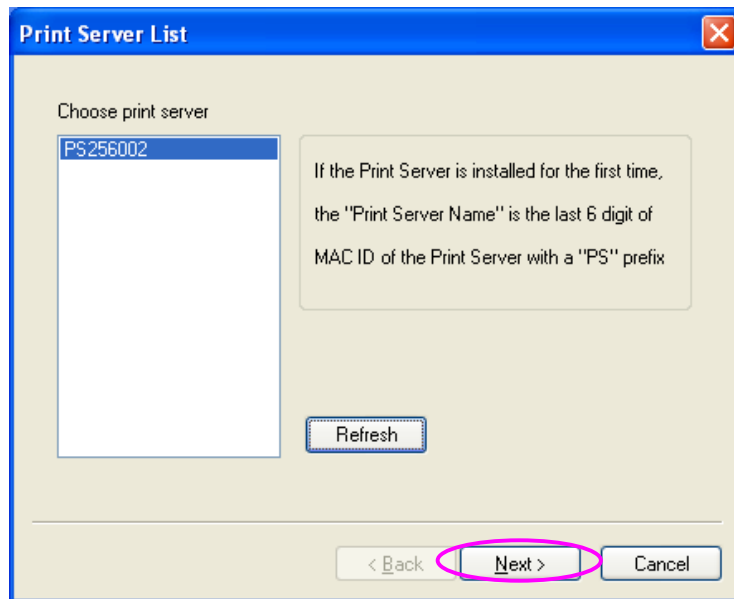 Print Server List
Choose print server
PS256002
If the Print Server is installed for the first time,
the "Print Server Name" is the last 6 digit of
MAC ID of the Print Server with a "PS" prefix
Refresh
< Back
Next >
Cancel